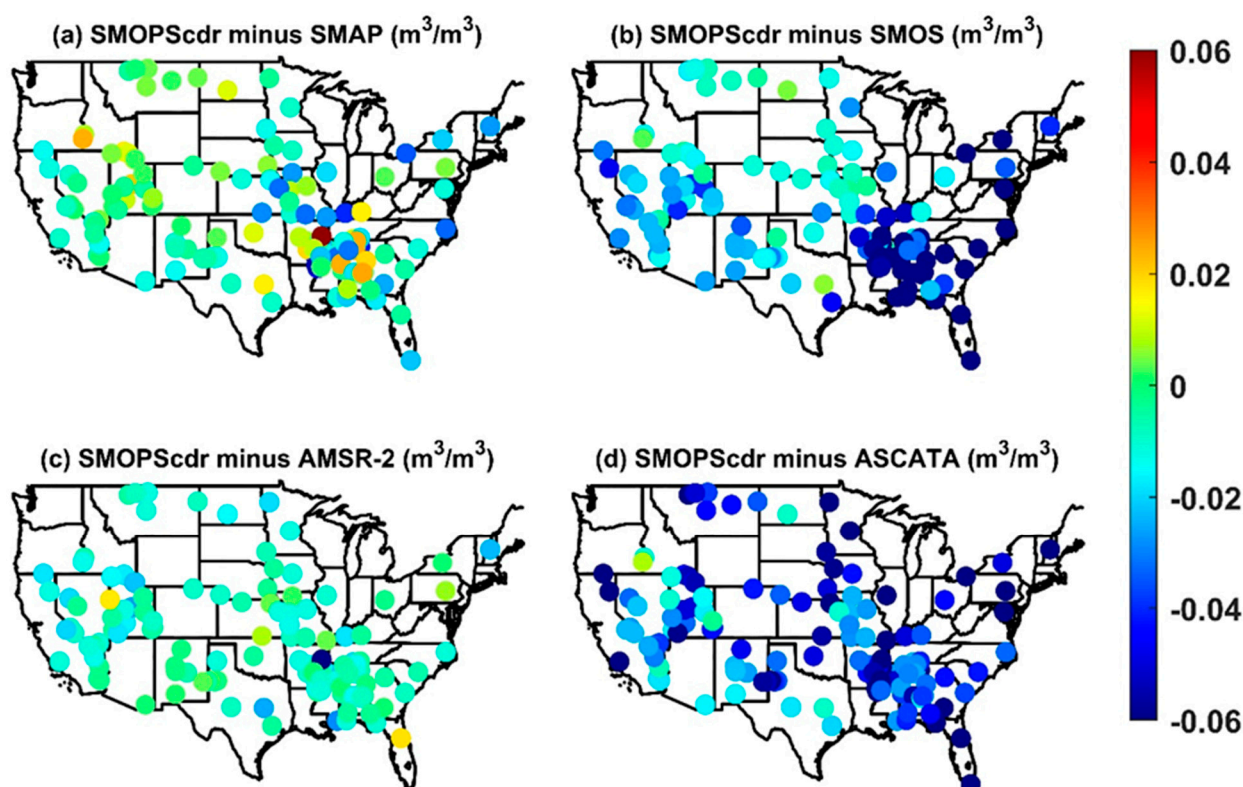 (a) SMOPScdr minus SMAP (m³/m³)
(b) SMOPScdr minus SMOS (m³/m³)
0.06
0.04
0.02
0
-0.02
-0.04
-0.06
(c) SMOPScdr minus AMSR-2 (m³/m³)
(d) SMOPScdr minus ASCATA (m³/m³)